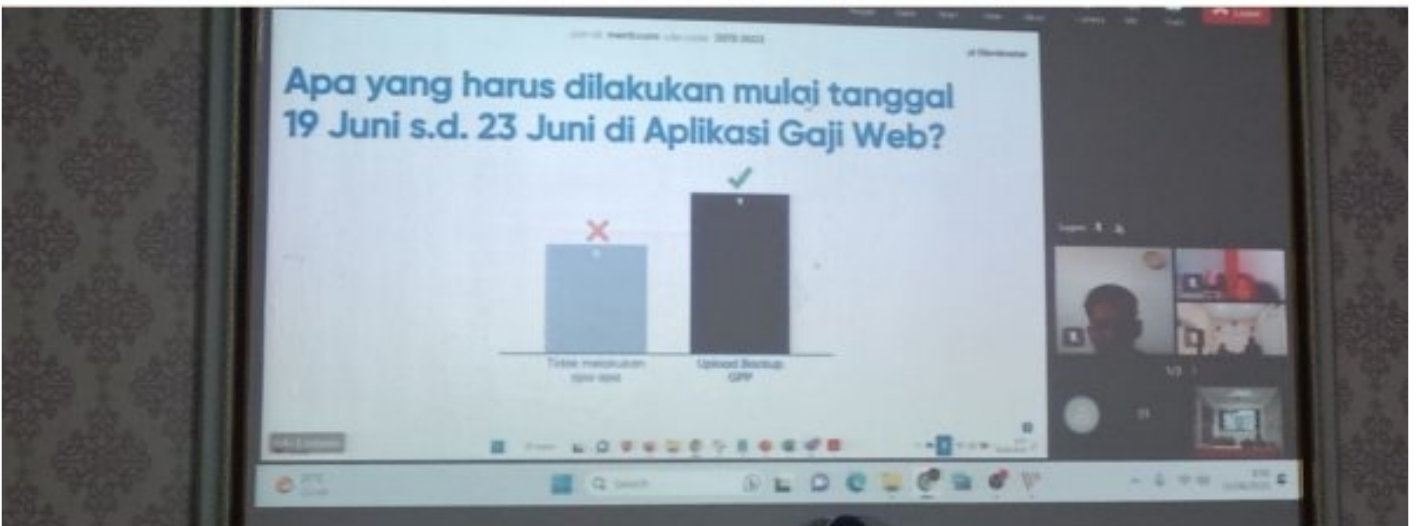 Apa yang harus dilakukan mulai tanggal
19 Juni s.d. 23 Juni di Aplikasi Gaji Web?
Tidak melakukan
apa apa
Upload Backup
GPP
Search